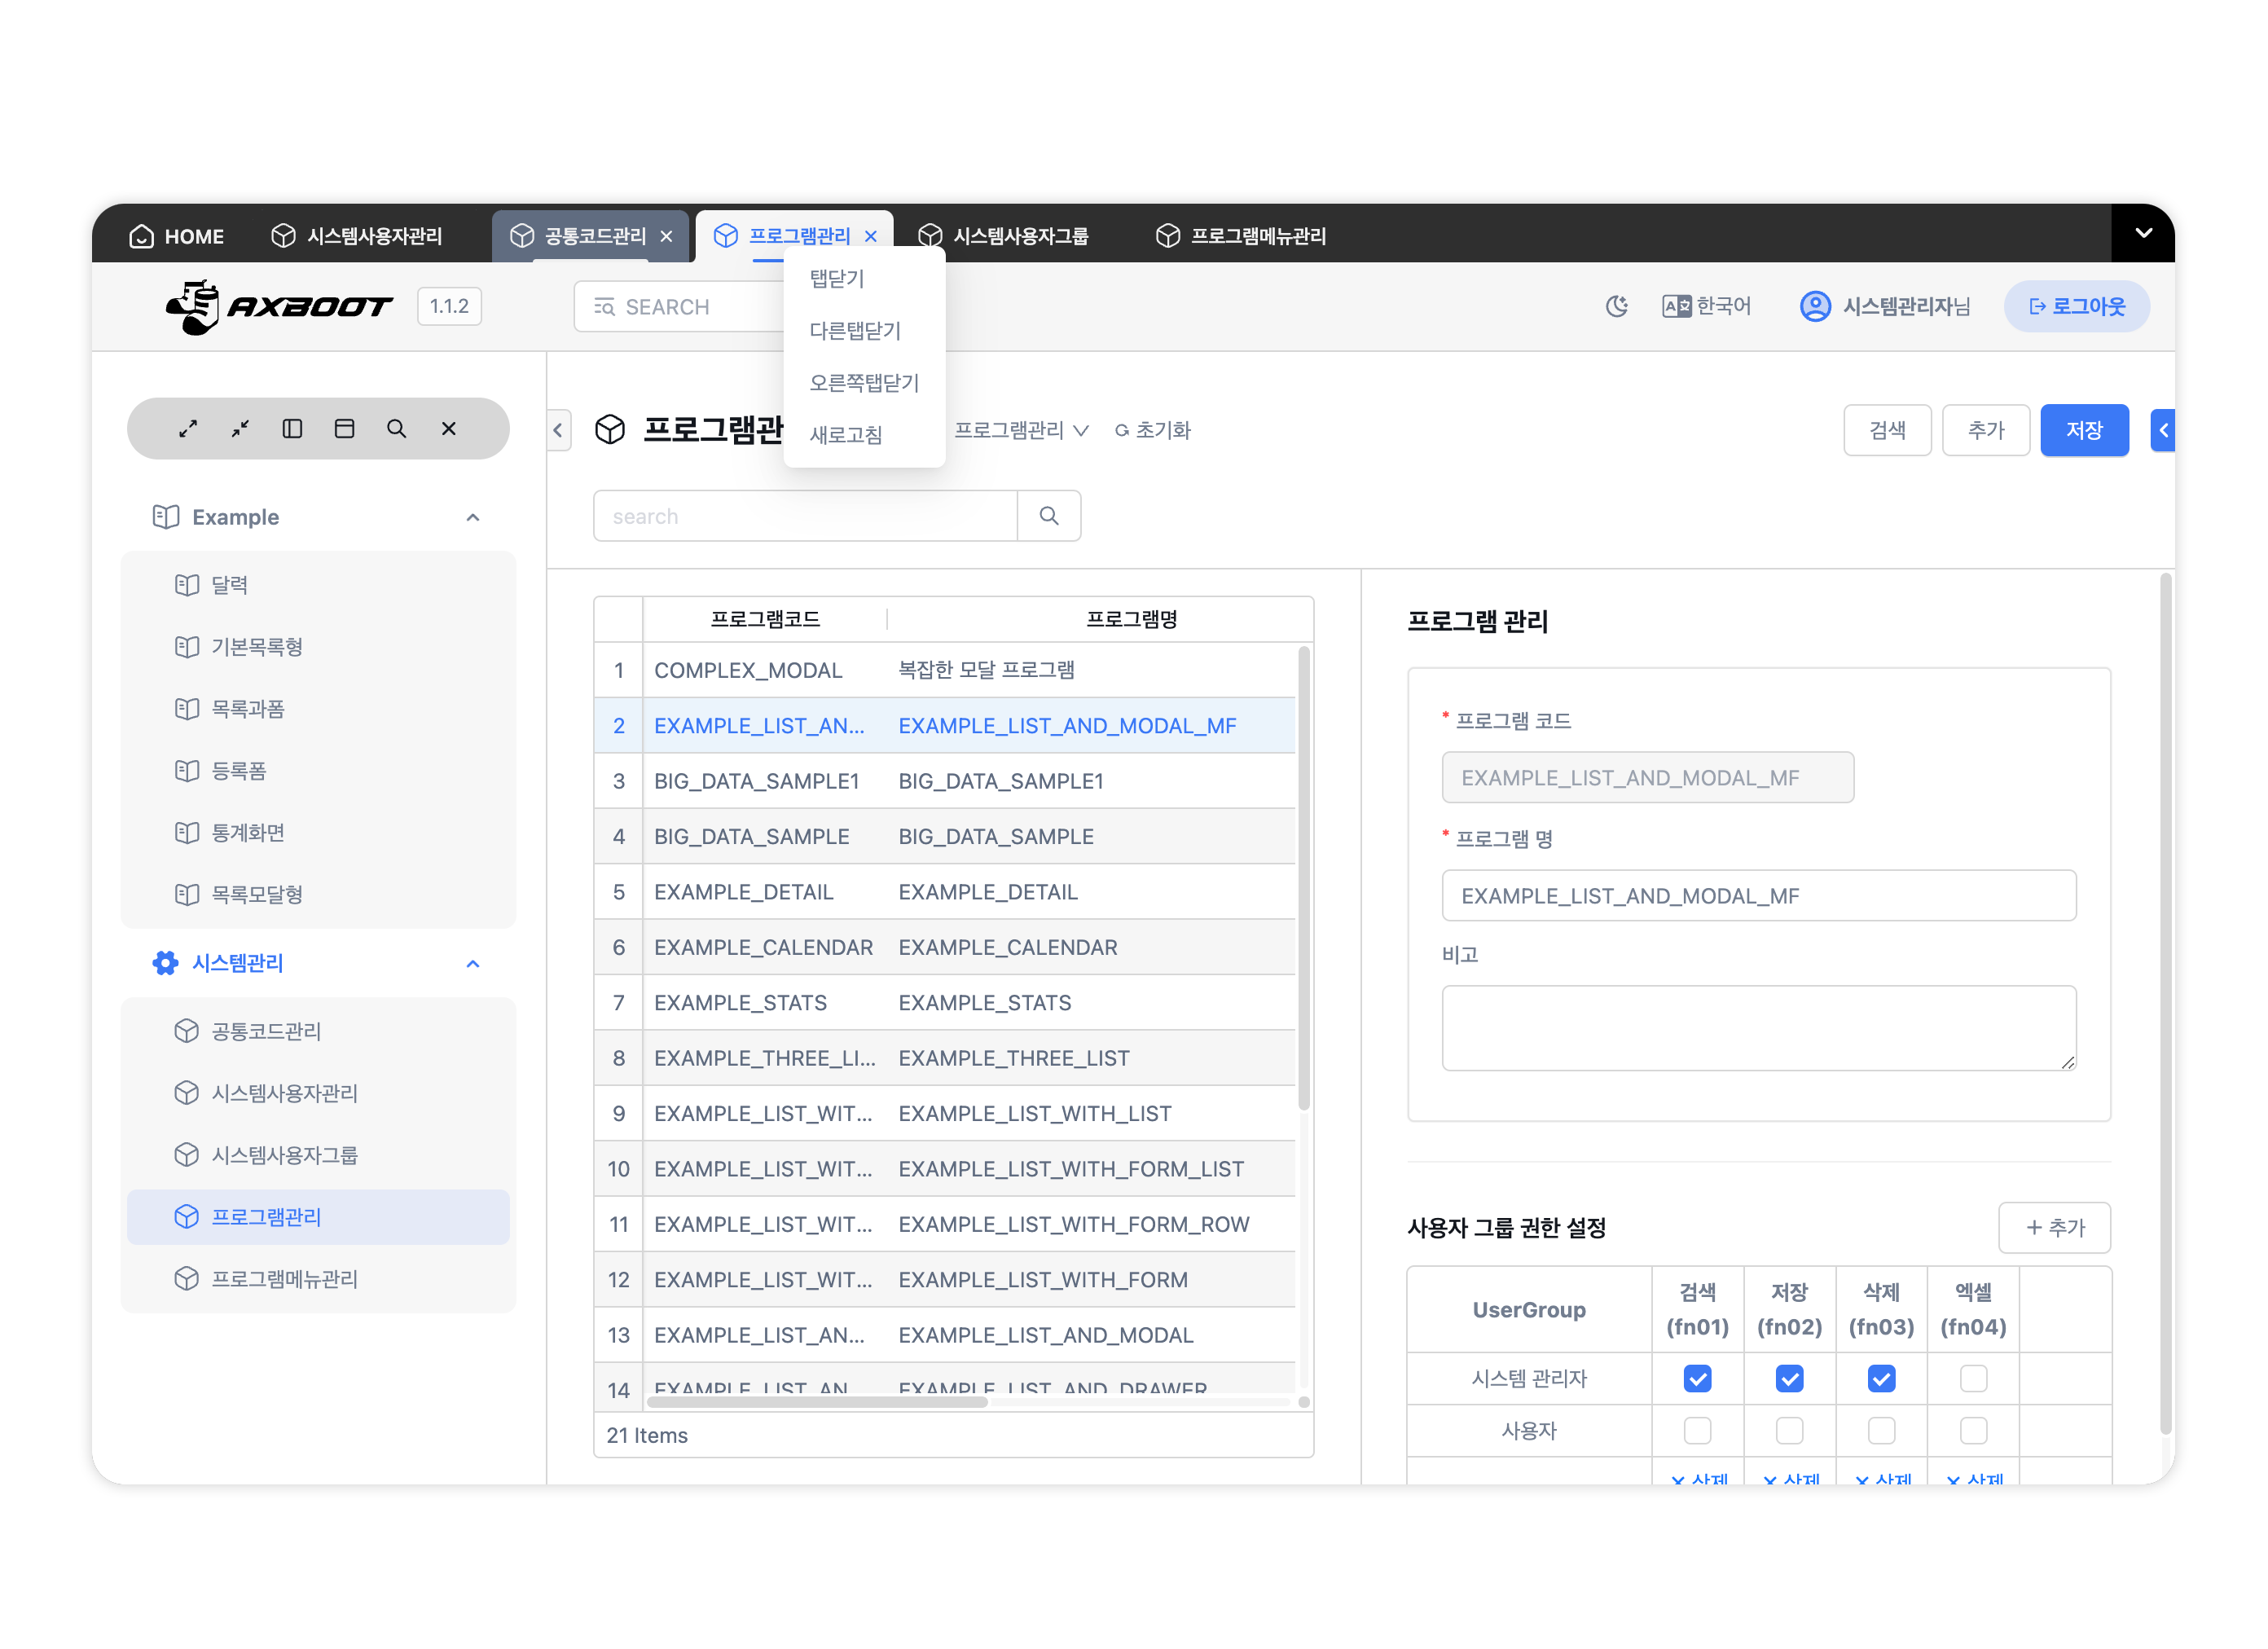 HOME 시스템사용자관리 공통코드관리 프로그램관리 시스템사용자그룹 프로그램메뉴관리
AXBOOT 1.1.2 SEARCH 한국어 시스템관리자님 로그아웃
탭닫기
다른탭닫기
오른쪽탭닫기
새로고침
프로그램관 프로그램관리 초기화 검색 추가 저장
search
Example
달력
기본목록형
목록과폼
등록폼
통계화면
목록모달형
시스템관리
공통코드관리
시스템사용자관리
시스템사용자그룹
프로그램관리
프로그램메뉴관리
프로그램코드 프로그램명
1 COMPLEX_MODAL 복잡한 모달 프로그램
2 EXAMPLE_LIST_AN... EXAMPLE_LIST_AND_MODAL_MF
3 BIG_DATA_SAMPLE1 BIG_DATA_SAMPLE1
4 BIG_DATA_SAMPLE BIG_DATA_SAMPLE
5 EXAMPLE_DETAIL EXAMPLE_DETAIL
6 EXAMPLE_CALENDAR EXAMPLE_CALENDAR
7 EXAMPLE_STATS EXAMPLE_STATS
8 EXAMPLE_THREE_LI... EXAMPLE_THREE_LIST
9 EXAMPLE_LIST_WIT... EXAMPLE_LIST_WITH_LIST
10 EXAMPLE_LIST_WIT... EXAMPLE_LIST_WITH_FORM_LIST
11 EXAMPLE_LIST_WIT... EXAMPLE_LIST_WITH_FORM_ROW
12 EXAMPLE_LIST_WIT... EXAMPLE_LIST_WITH_FORM
13 EXAMPLE_LIST_AN... EXAMPLE_LIST_AND_MODAL
14 EXAMPLE_LIST_AN EXAMPLE_LIST_AND_DRAWER
21 Items
프로그램 관리
* 프로그램 코드
EXAMPLE_LIST_AND_MODAL_MF
* 프로그램 명
EXAMPLE_LIST_AND_MODAL_MF
비고
사용자 그룹 권한 설정 + 추가
UserGroup 검색 (fn01) 저장 (fn02) 삭제 (fn03) 엑셀 (fn04)
시스템 관리자
사용자
삭제 삭제 삭제 삭제